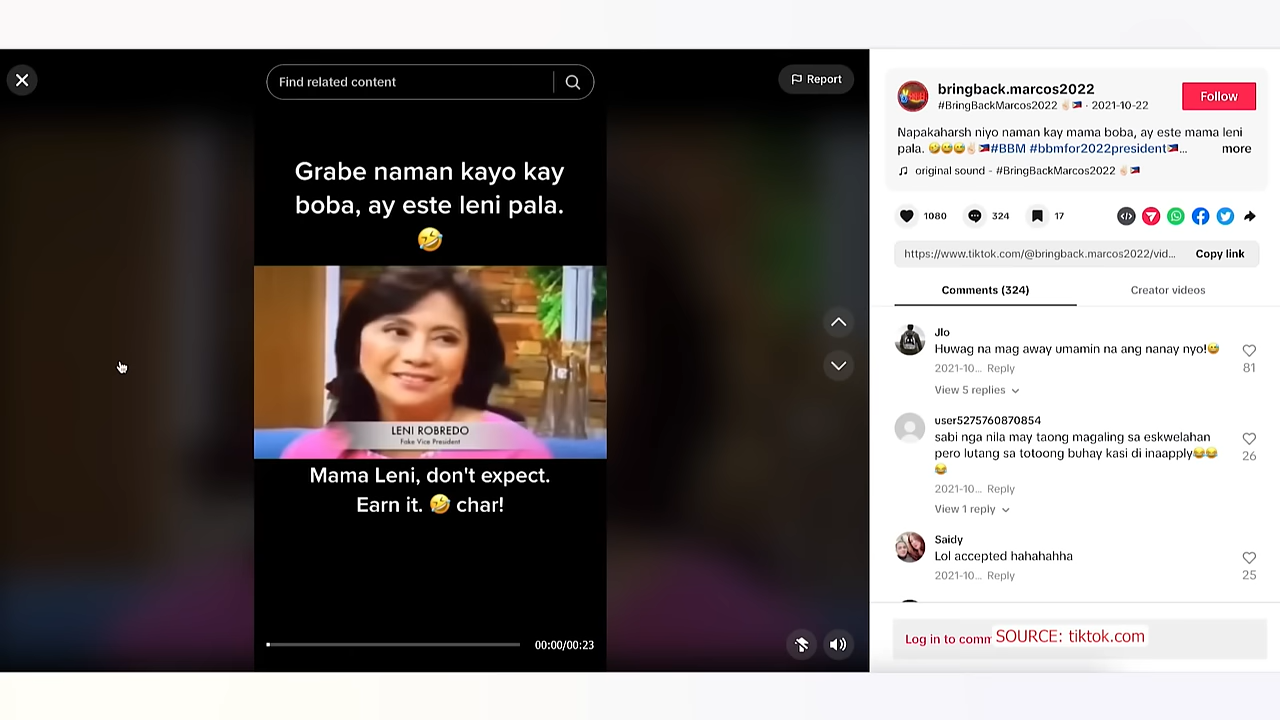 Find related content
Report
Grabe naman kayo kay
boba, ay este leni pala.
🤣
LENI ROBREDO
Fake Vice President
Mama Leni, don't expect.
Earn it. 🤣 char!
00:00/00:23
bringback.marcos2022
#BringBackMarcos2022 ✌🏻🇵🇭 · 2021-10-22
Follow
Napakaharsh niyo naman kay mama boba, ay este mama leni
pala. 🤣😅😅✌🏻🇵🇭#BBM #bbmfor2022president🇵🇭... more
original sound - #BringBackMarcos2022 ✌🏻🇵🇭
1080
324
17
https://www.tiktok.com/@bringback.marcos2022/vid...
Copy link
Comments (324)
Creator videos
Jlo
Huwag na mag away umamin na ang nanay nyo!😅
2021-10... Reply
81
View 5 replies
user5275760870854
sabi nga nila may taong magaling sa eskwelahan
pero lutang sa totoong buhay kasi di inaapply😂😂
😂
26
2021-10... Reply
View 1 reply
Saidy
Lol accepted hahahahha
2021-10... Reply
25
Log in to comm
SOURCE: tiktok.com